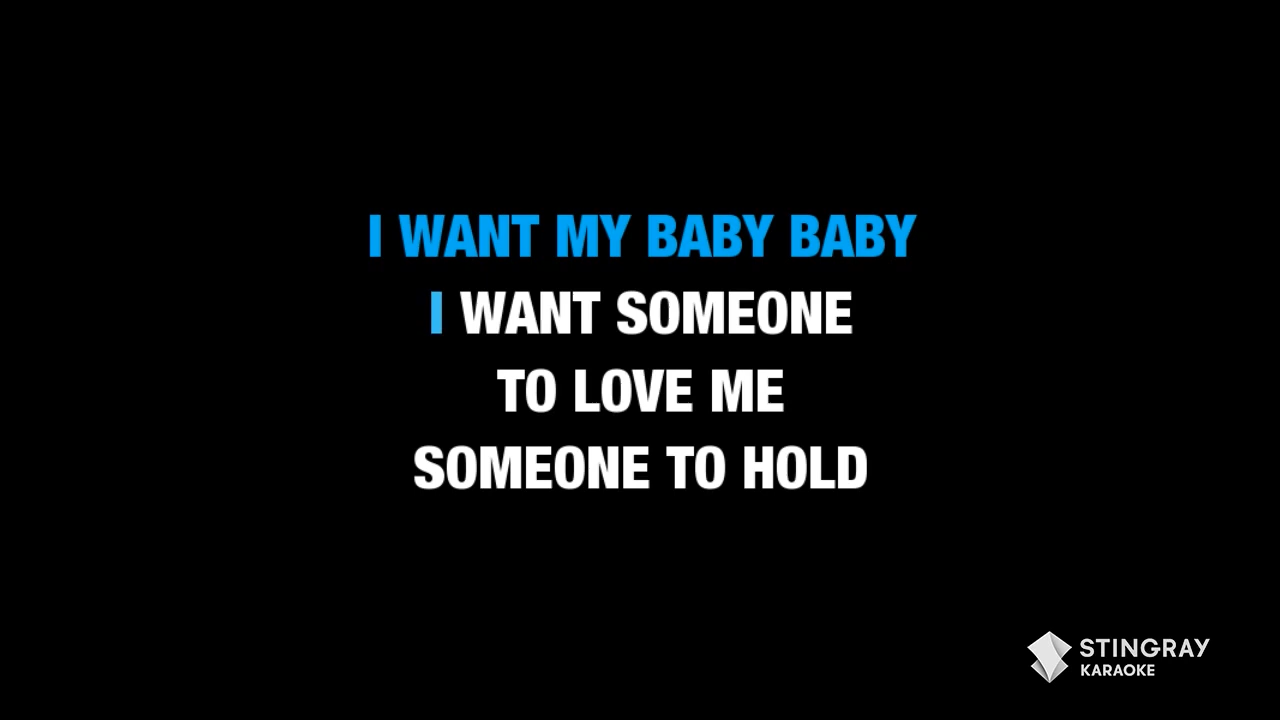 I WANT MY BABY BABY
I WANT SOMEONE
TO LOVE ME
SOMEONE TO HOLD
STINGRAY
KARAOKE